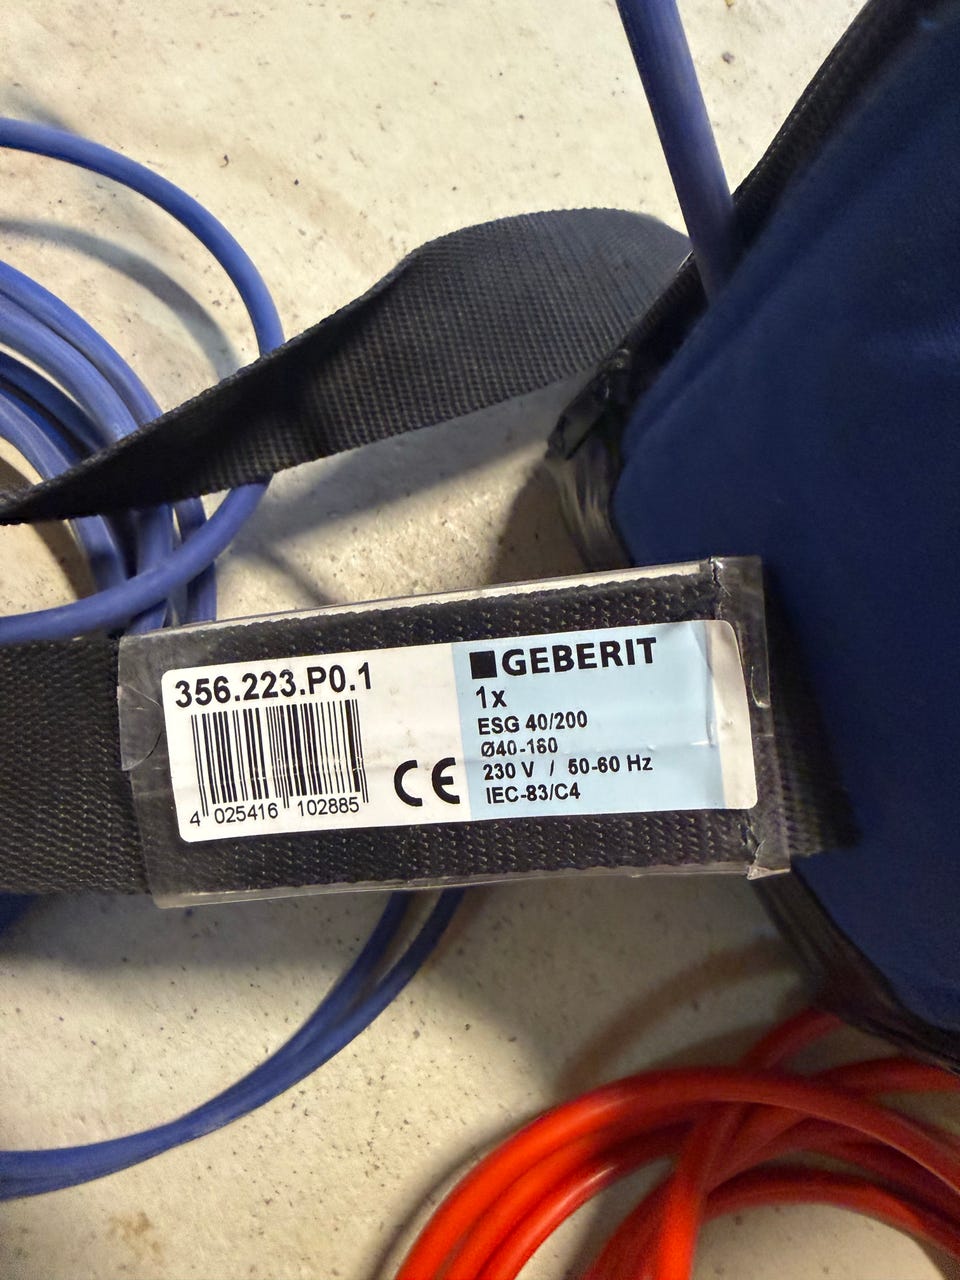 356.223.P0.1
4 025416 102885
CE
GEBERIT
1x
ESG 40/200
Ø40-160
230 V / 50-60 Hz
IEC-83/C4